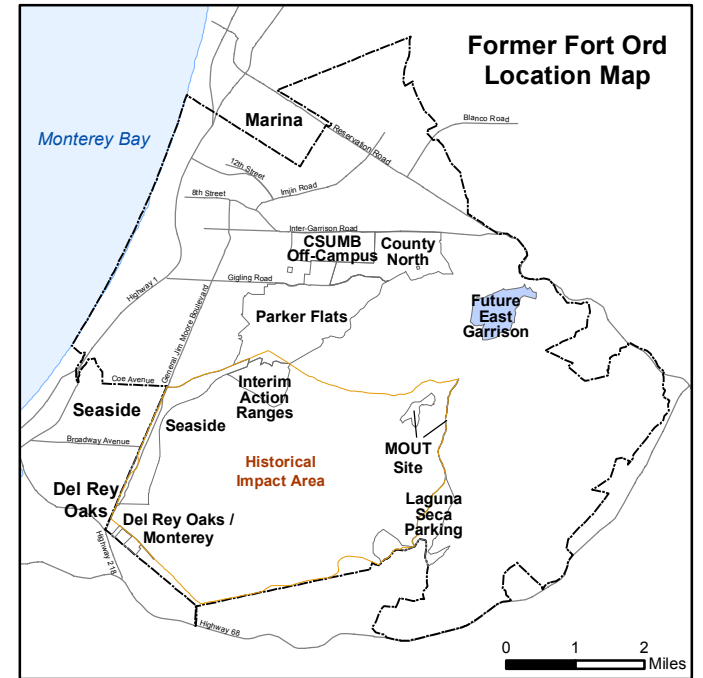 Former Fort Ord
Location Map
Marina
Blanco Road
Monterey Bay
Reservation Road
12th Street
Imjin Road
8th Street
Inter-Garrison Road
CSUMB
Off-Campus
County
North
Gigling Road
Highway 1
General Jim Moore Boulevard
Parker Flats
Future
East
Garrison
Coe Avenue
Interim
Action
Ranges
Seaside
Seaside
Broadway Avenue
MOUT
Site
Historical
Impact Area
Del Rey
Oaks
Laguna
Seca
Parking
Del Rey Oaks /
Monterey
Highway 218
Highway 68
0 1 2
Miles